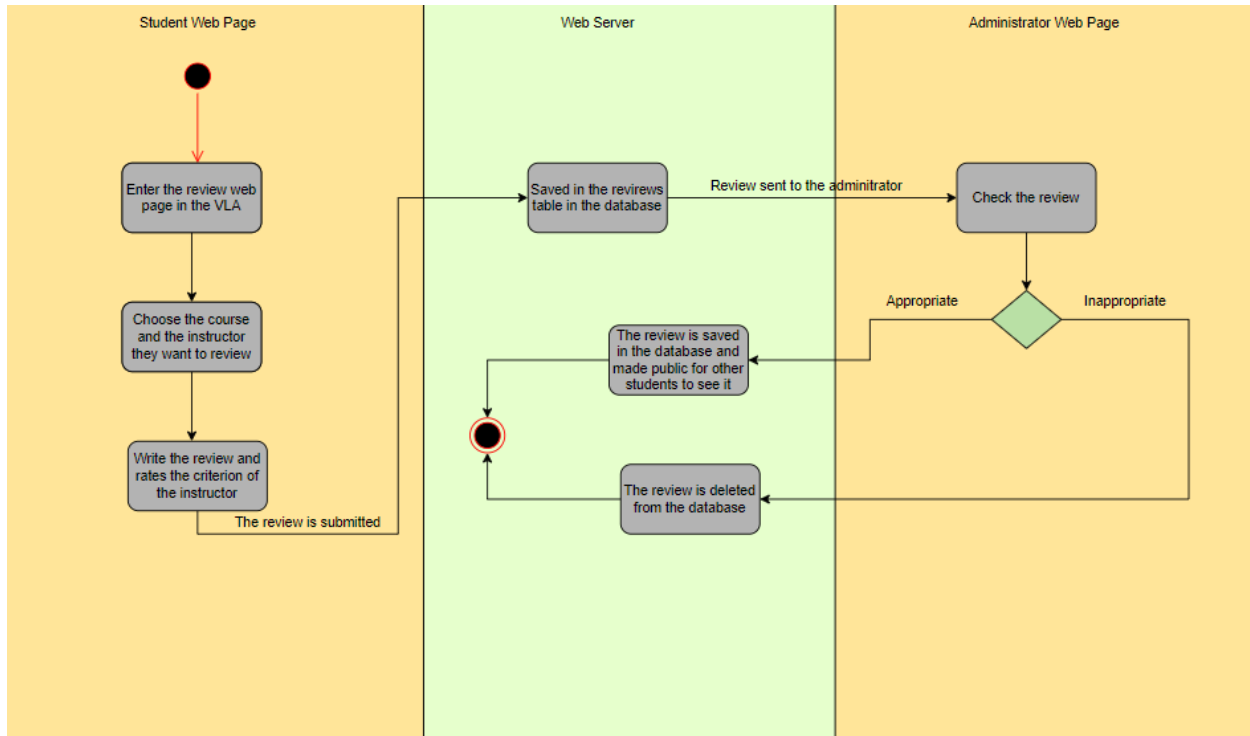 Student Web Page
Web Server
Administrator Web Page
Enter the review web
page in the VLA
Saved in the revirews
table in the database
Review sent to the adminitrator
Check the review
Choose the course
and the instructor
they want to review
Appropriate
Inappropriate
The review is saved
in the database and
made public for other
students to see it
Write the review and
rates the criterion of
the instructor
The review is deleted
from the database
The review is submitted